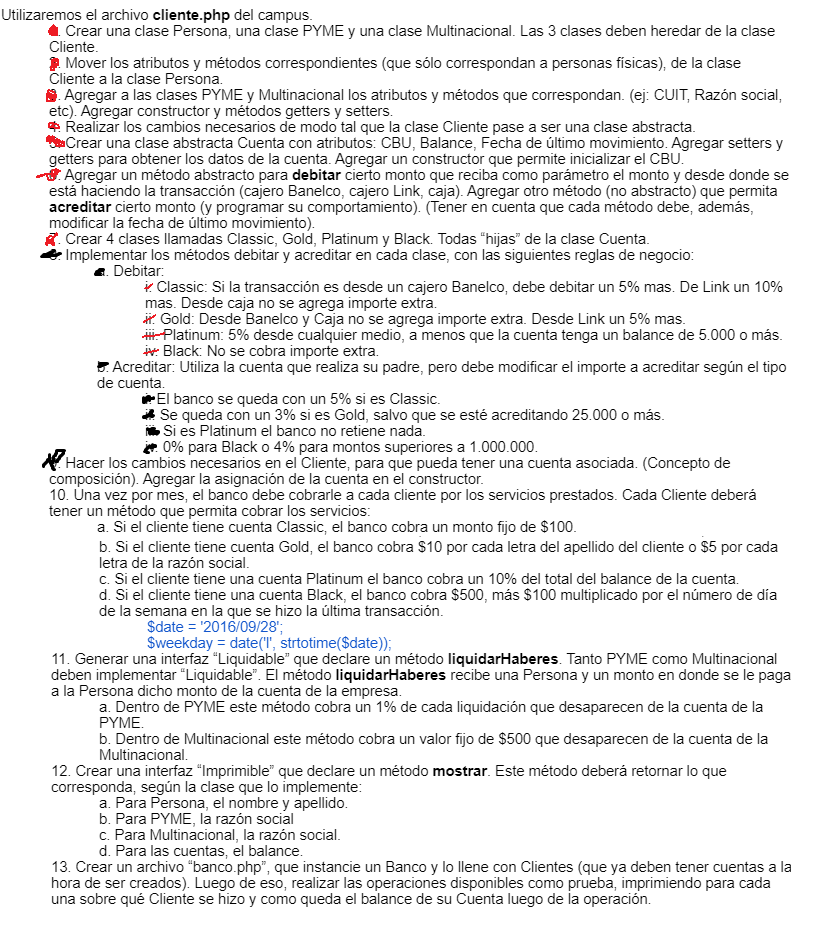 Utilizaremos el archivo cliente.php del campus.
Crear una clase Persona, una clase PYME y una clase Multinacional. Las 3 clases deben heredar de la clase
Cliente.
Mover los atributos y métodos correspondientes (que sólo correspondan a personas físicas), de la clase
Cliente a la clase Persona.
. Agregar a las clases PYME y Multinacional los atributos y métodos que correspondan. (ej: CUIT, Razón social,
etc). Agregar constructor y métodos getters y setters.
4. Realizar los cambios necesarios de modo tal que la clase Cliente pase a ser una clase abstracta.
Crear una clase abstracta Cuenta con atributos: CBU, Balance, Fecha de último movimiento. Agregar setters y
getters para obtener los datos de la cuenta. Agregar un constructor que permite inicializar el CBU.
Agregar un método abstracto para debitar cierto monto que reciba como parámetro el monto y desde donde se
está haciendo la transacción (cajero Banelco, cajero Link, caja). Agregar otro método (no abstracto) que permita
acreditar cierto monto (y programar su comportamiento). (Tener en cuenta que cada método debe, además,
modificar la fecha de último movimiento).
7. Crear 4 clases llamadas Classic, Gold, Platinum y Black. Todas “hijas” de la clase Cuenta.
. Implementar los métodos debitar y acreditar en cada clase, con las siguientes reglas de negocio:
a. Debitar:
i. Classic: Si la transacción es desde un cajero Banelco, debe debitar un 5% mas. De Link un 10%
mas. Desde caja no se agrega importe extra.
ii. Gold: Desde Banelco y Caja no se agrega importe extra. Desde Link un 5% mas.
iii. Platinum: 5% desde cualquier medio, a menos que la cuenta tenga un balance de 5.000 o más.
iv. Black: No se cobra importe extra.
b. Acreditar: Utiliza la cuenta que realiza su padre, pero debe modificar el importe a acreditar según el tipo
de cuenta.
El banco se queda con un 5% si es Classic.
Se queda con un 3% si es Gold, salvo que se esté acreditando 25.000 o más.
Si es Platinum el banco no retiene nada.
0% para Black o 4% para montos superiores a 1.000.000.
. Hacer los cambios necesarios en el Cliente, para que pueda tener una cuenta asociada. (Concepto de
composición). Agregar la asignación de la cuenta en el constructor.
10. Una vez por mes, el banco debe cobrarle a cada cliente por los servicios prestados. Cada Cliente deberá
tener un método que permita cobrar los servicios:
a. Si el cliente tiene cuenta Classic, el banco cobra un monto fijo de $100.
b. Si el cliente tiene cuenta Gold, el banco cobra $10 por cada letra del apellido del cliente o $5 por cada
letra de la razón social.
c. Si el cliente tiene una cuenta Platinum el banco cobra un 10% del total del balance de la cuenta.
d. Si el cliente tiene una cuenta Black, el banco cobra $500, más $100 multiplicado por el número de día
de la semana en la que se hizo la última transacción.
$date = '2016/09/28';
$weekday = date('l', strtotime($date));
11. Generar una interfaz “Liquidable” que declare un método liquidarHaberes. Tanto PYME como Multinacional
deben implementar “Liquidable”. El método liquidarHaberes recibe una Persona y un monto en donde se le paga
a la Persona dicho monto de la cuenta de la empresa.
a. Dentro de PYME este método cobra un 1% de cada liquidación que desaparecen de la cuenta de la
PYME.
b. Dentro de Multinacional este método cobra un valor fijo de $500 que desaparecen de la cuenta de la
Multinacional.
12. Crear una interfaz “Imprimible” que declare un método mostrar. Este método deberá retornar lo que
corresponda, según la clase que lo implemente:
a. Para Persona, el nombre y apellido.
b. Para PYME, la razón social
c. Para Multinacional, la razón social.
d. Para las cuentas, el balance.
13. Crear un archivo “banco.php”, que instancie un Banco y lo llene con Clientes (que ya deben tener cuentas a la
hora de ser creados). Luego de eso, realizar las operaciones disponibles como prueba, imprimiendo para cada
una sobre qué Cliente se hizo y como queda el balance de su Cuenta luego de la operación.